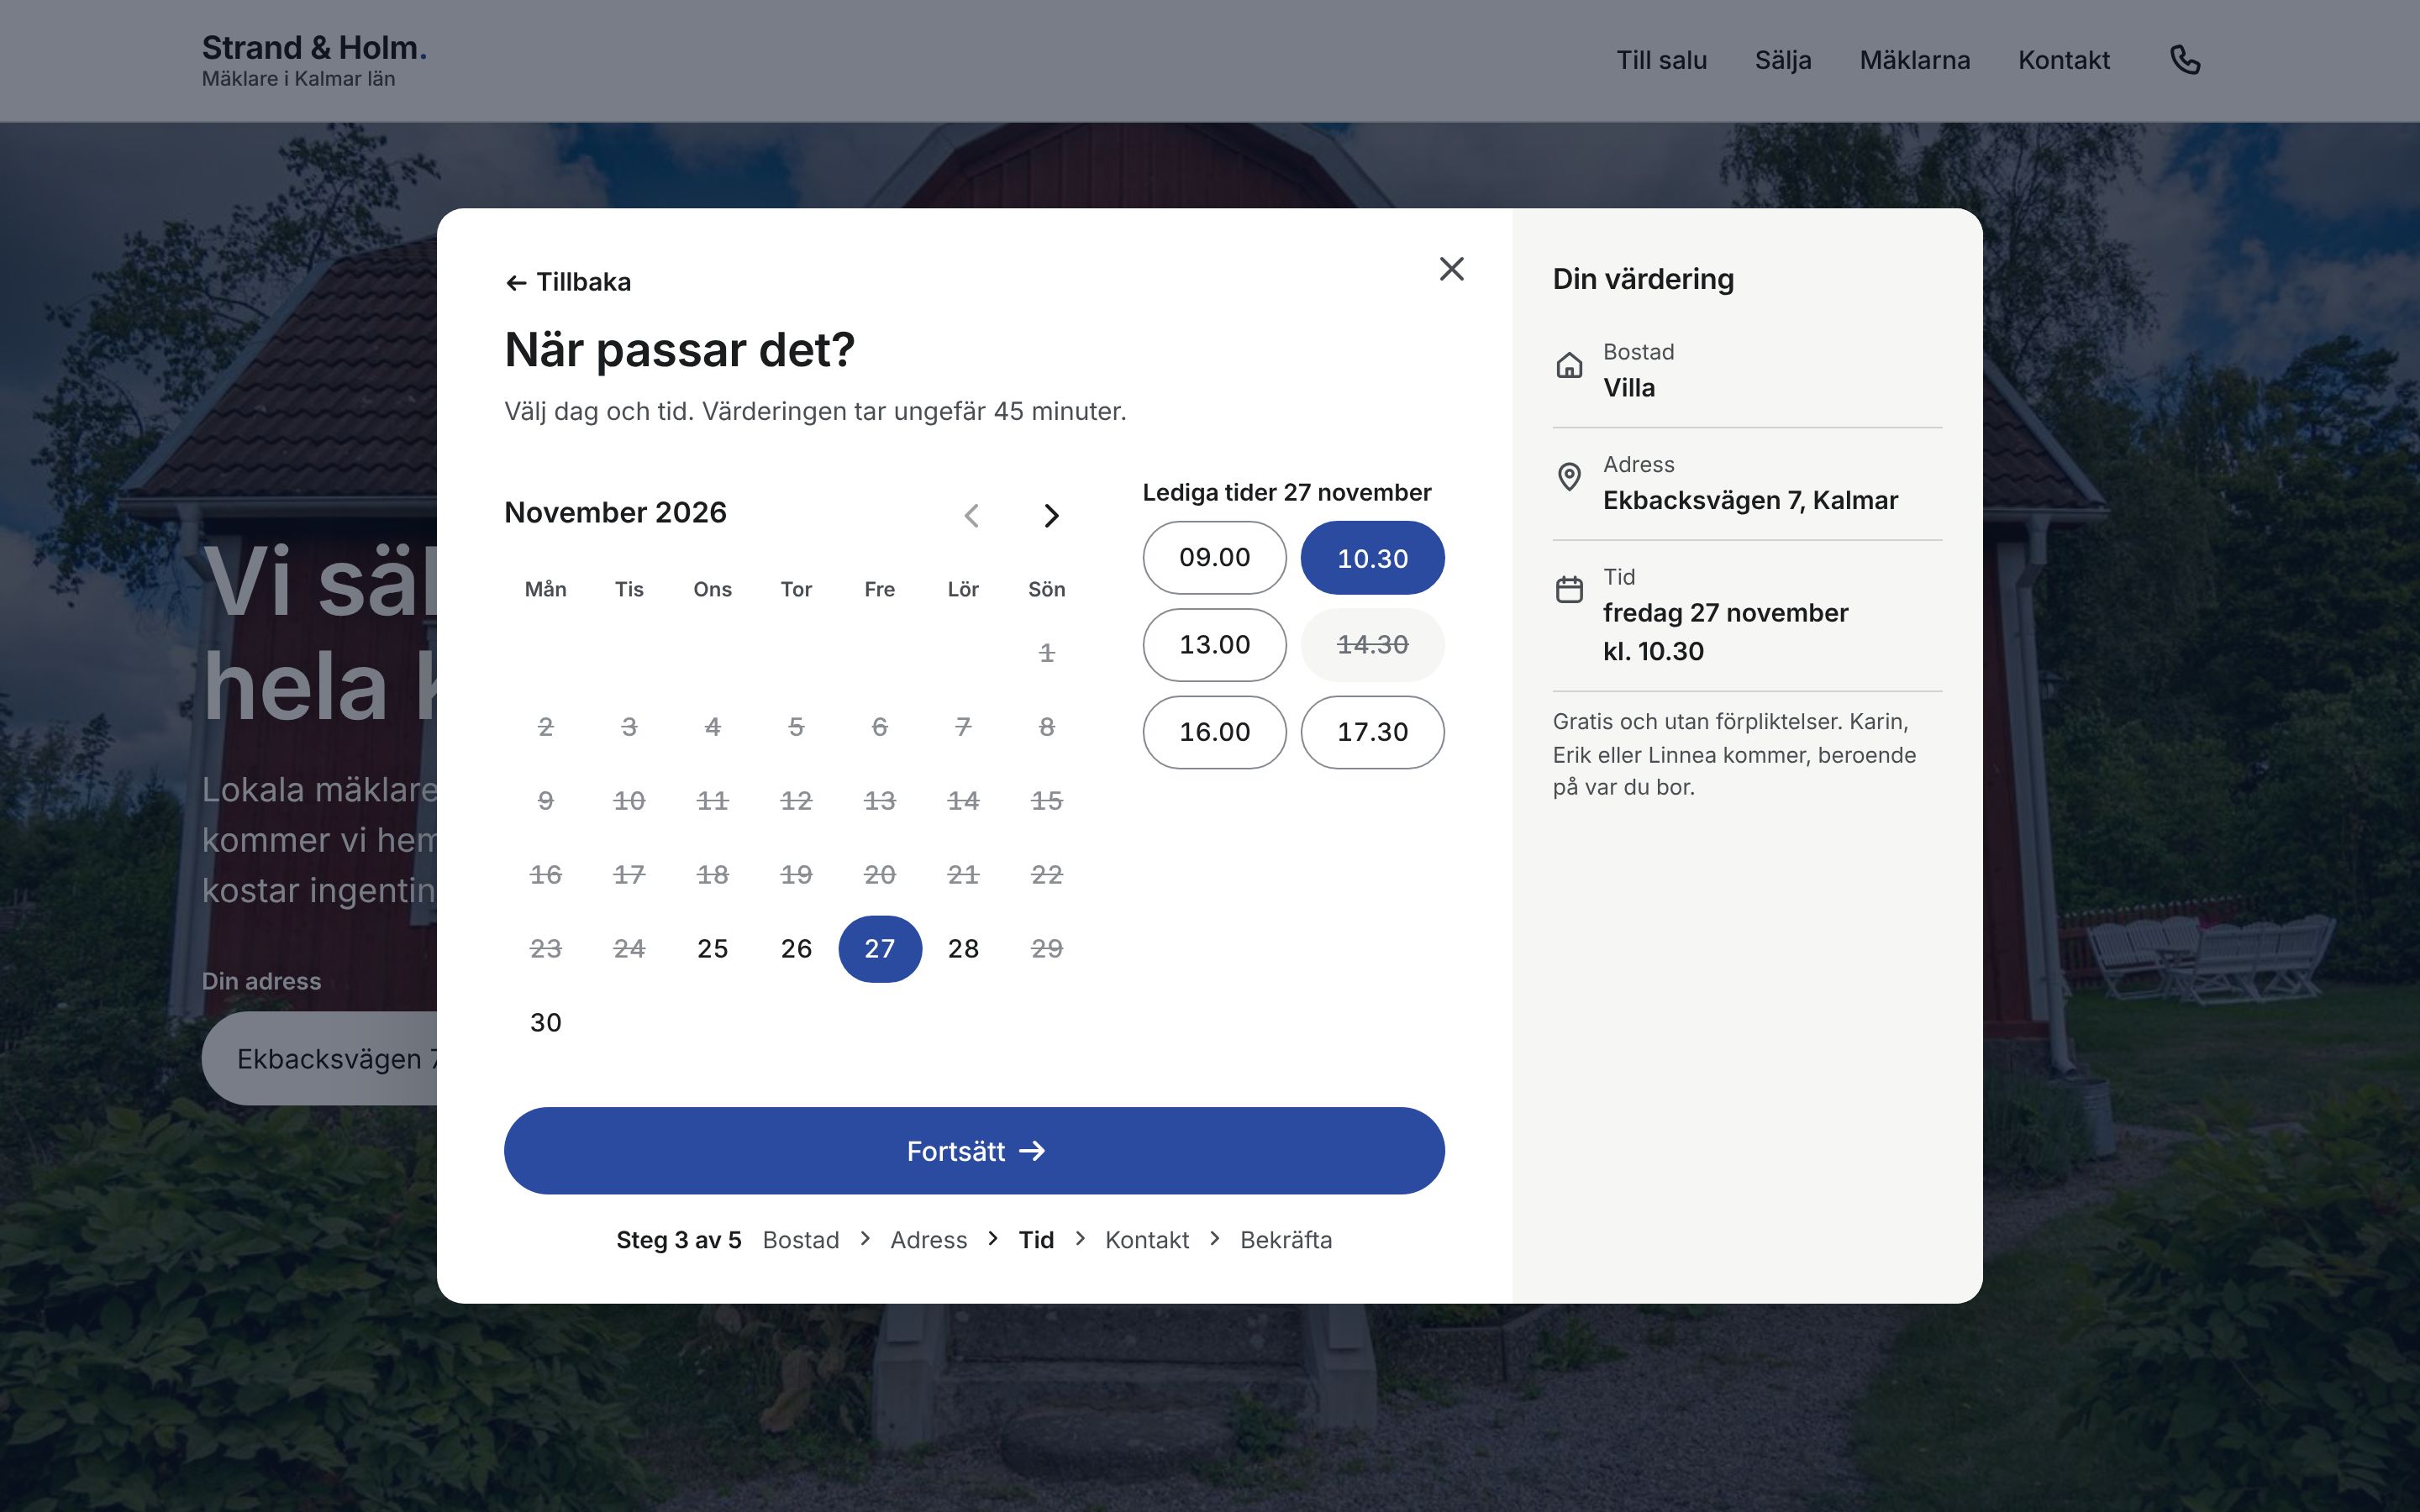 Strand & Holm.
Mäklare i Kalmar län
Till salu
Sälja
Mäklarna
Kontakt
Vi säl
hela
Lokala mäklare
kommer vi hem
kostar ingentin
Din adress
Ekbacksvägen 7
Tillbaka
När passar det?
Välj dag och tid. Värderingen tar ungefär 45 minuter.
November 2026
Mån Tis Ons Tor Fre Lör Sön
1
2 3 4 5 6 7 8
9 10 11 12 13 14 15
16 17 18 19 20 21 22
23 24 25 26 27 28 29
30
Lediga tider 27 november
09.00 10.30
13.00 14.30
16.00 17.30
Fortsätt
Steg 3 av 5 Bostad Adress Tid Kontakt Bekräfta
Din värdering
Bostad
Villa
Adress
Ekbacksvägen 7, Kalmar
Tid
fredag 27 november
kl. 10.30
Gratis och utan förpliktelser. Karin,
Erik eller Linnea kommer, beroende
på var du bor.